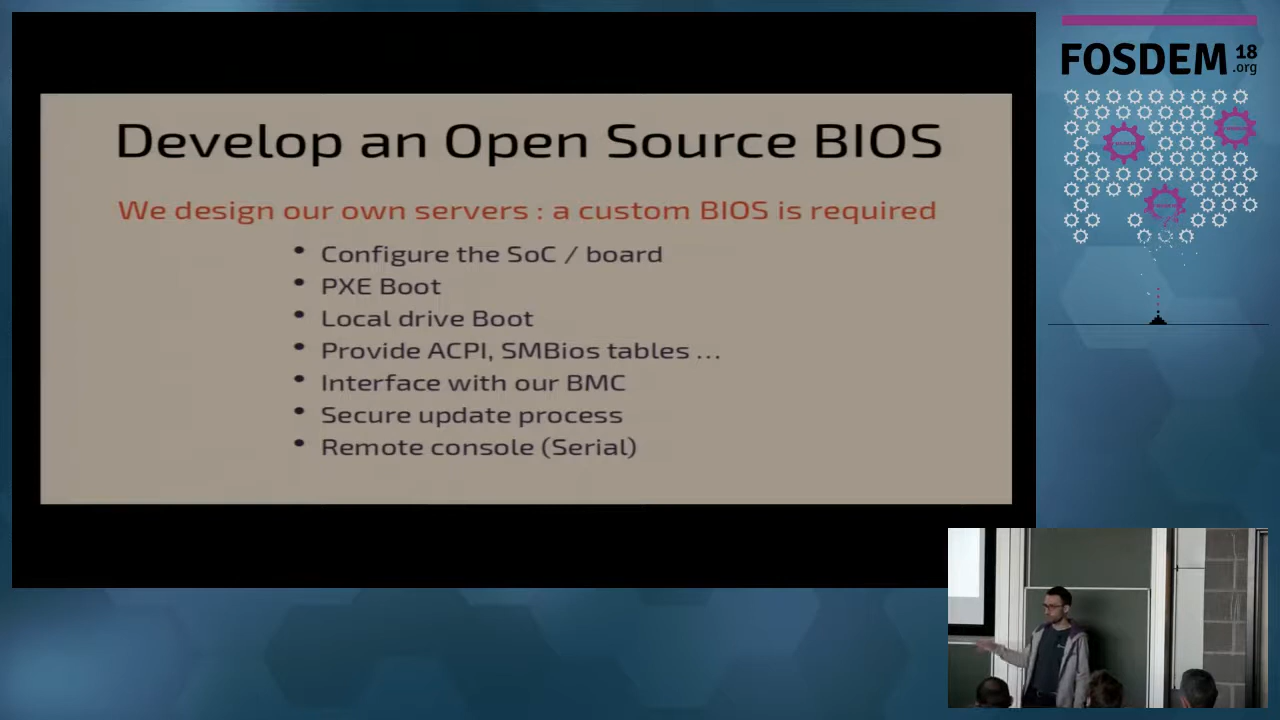 Develop an Open Source BIOS
We design our own servers : a custom BIOS is required
• Configure the SoC / board
• PXE Boot
• Local drive Boot
• Provide ACPI, SMBios tables ...
• Interface with our BMC
• Secure update process
• Remote console (Serial)
FOSDEM 18
.org